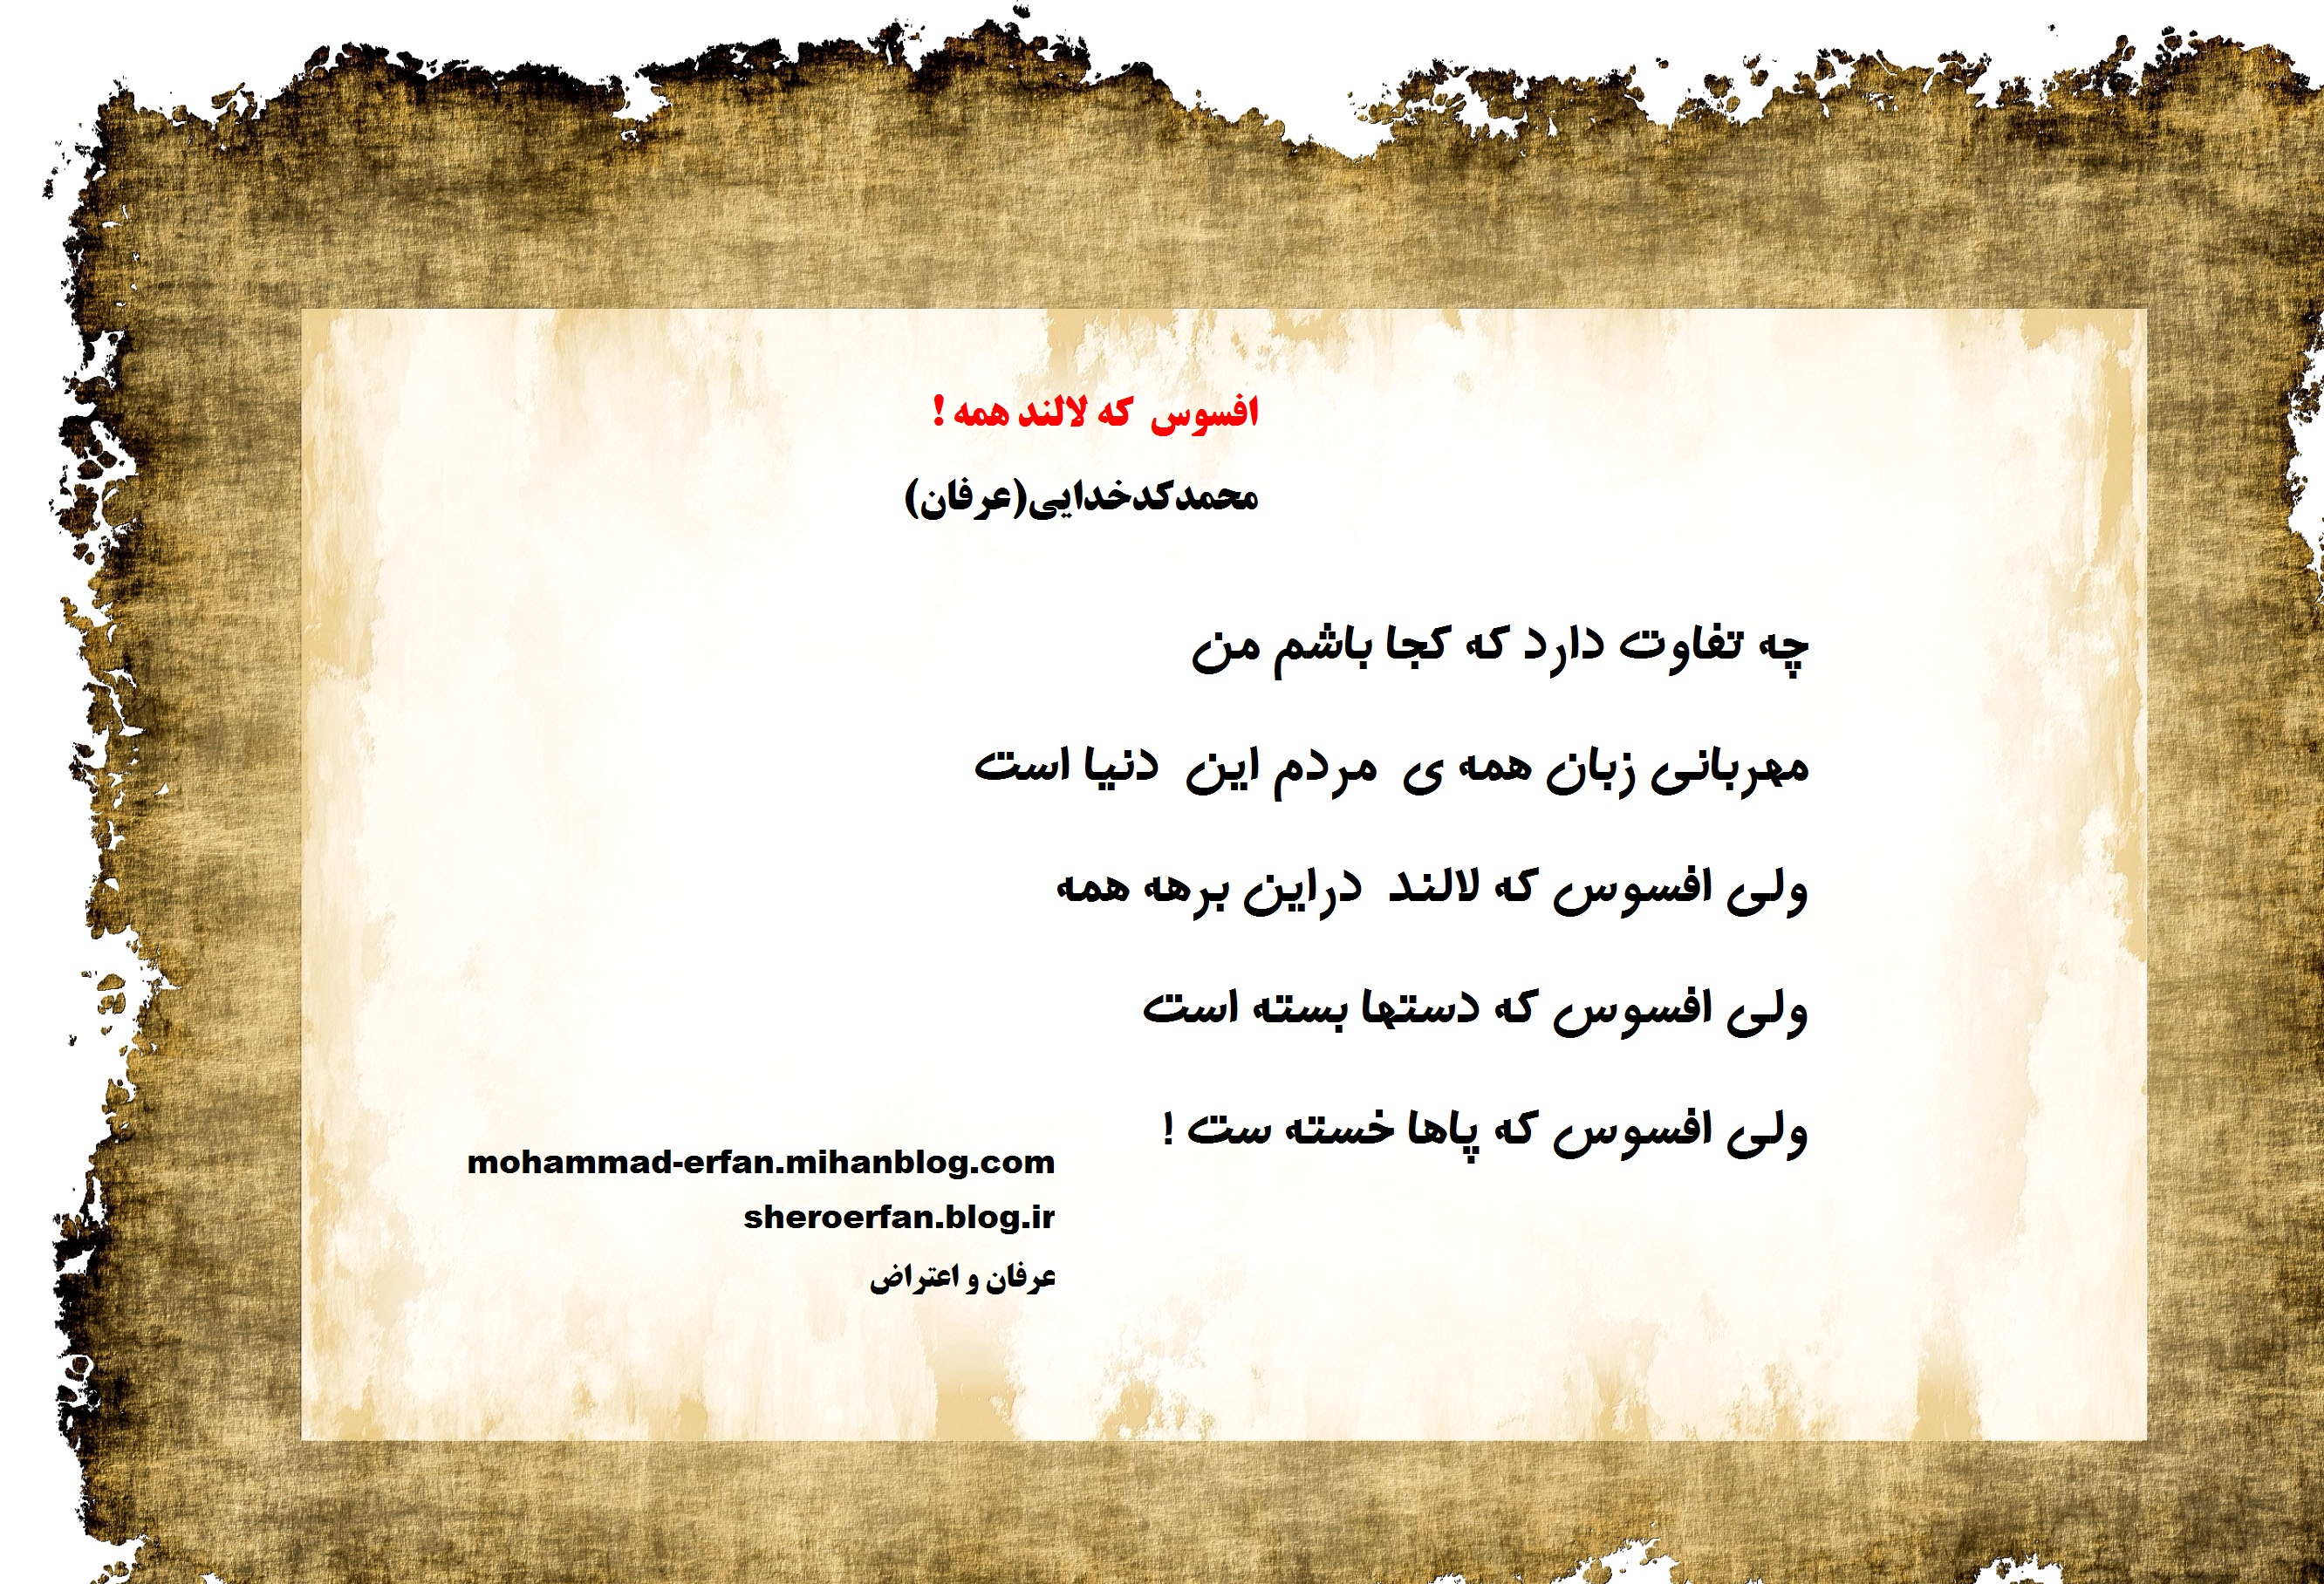 افسوس که لالند همه !
محمدکدخدایی(عرفان)
چه تفاوت دارد که کجا باشم من
مهربانی زبان همه ی مردم این دنیا است
ولی افسوس که لالند دراین برهه همه
ولی افسوس که دستها بسته است
ولی افسوس که پاها خسته ست !
mohammad-erfan.mihanblog.com
sheroerfan.blog.ir
عرفان و اعتراض